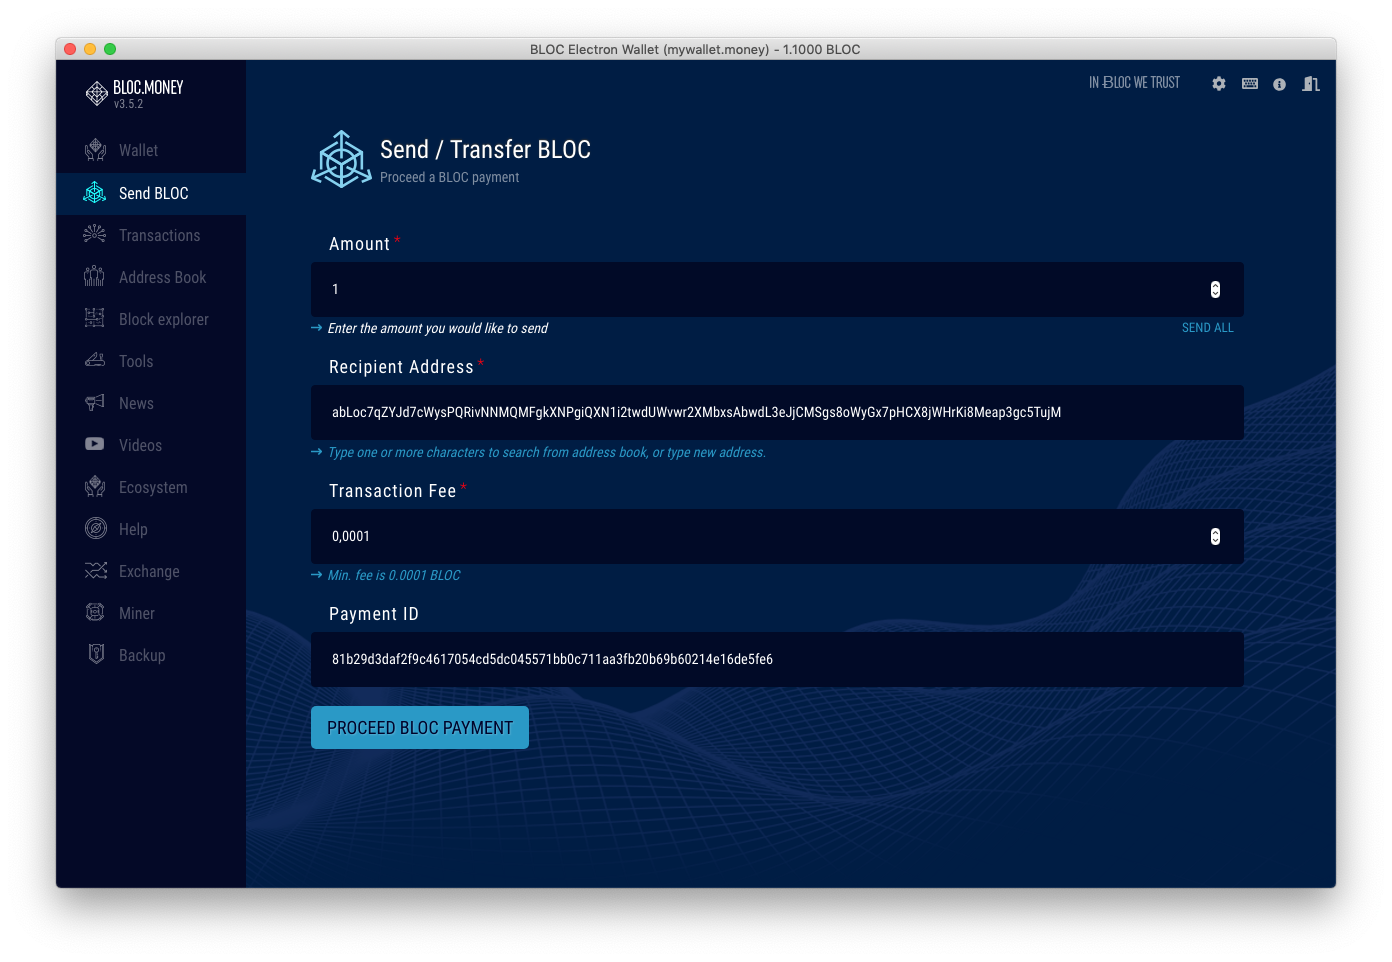 BLOC Electron Wallet (mywallet.money) - 1.1000 BLOC
BLOC.MONEY
v3.5.2
IN BLOC WE TRUST
Wallet
Send BLOC
Transactions
Address Book
Block explorer
Tools
News
Videos
Ecosystem
Help
Exchange
Miner
Backup
Send / Transfer BLOC
Proceed a BLOC payment
Amount *
1
→ Enter the amount you would like to send
SEND ALL
Recipient Address *
abLoc7qZYJd7cWysPQRivNNMQMFgkXNPgiQXN1i2twdUWvwr2XMbxsAbwdL3eJjCMSgs8oWyGx7pHCX8jWHrKi8Meap3gc5TujM
→ Type one or more characters to search from address book, or type new address.
Transaction Fee *
0,0001
→ Min. fee is 0.0001 BLOC
Payment ID
81b29d3daf2f9c4617054cd5dc045571bb0c711aa3fb20b69b60214e16de5fe6
PROCEED BLOC PAYMENT